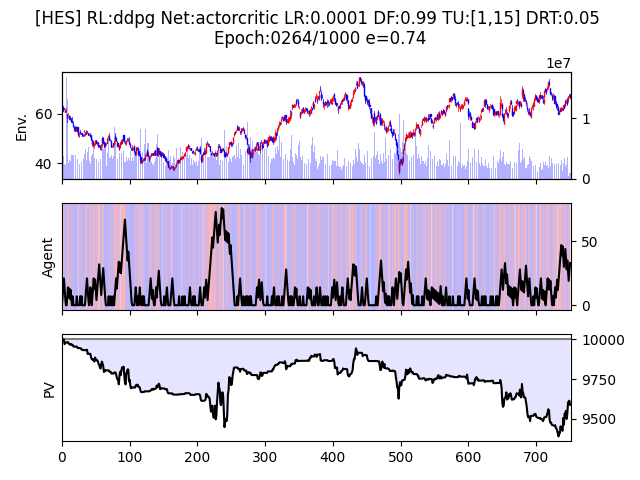 [HES] RL:ddpg Net:actorcritic LR:0.0001 DF:0.99 TU:[1,15] DRT:0.05
Epoch:0264/1000 e=0.74
1e7
Env.
60
40
1
0
Agent
50
0
PV
10000
9750
9500
0
100
200
300
400
500
600
700